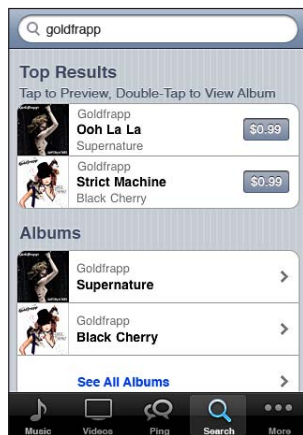 goldfrapp
Top Results
Tap to Preview, Double-Tap to View Album
Goldfrapp
Ooh La La
Supernature
$0.99
Goldfrapp
Strict Machine
Black Cherry
$0.99
Albums
Goldfrapp
Supernature
Goldfrapp
Black Cherry
See All Albums
Music
Videos
Ping
Search
More